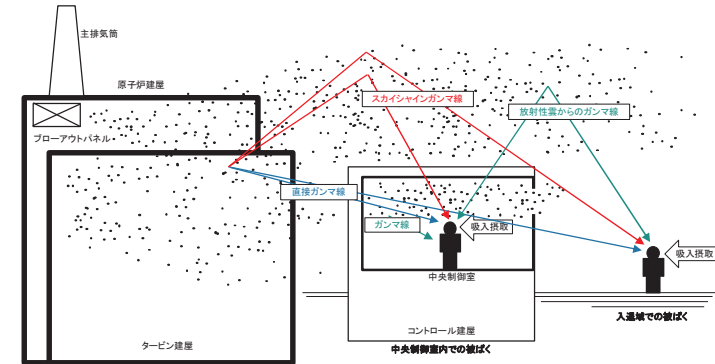 主排気筒
原子炉建屋
スカイシャインガンマ線
放射性雲からのガンマ線
ブローアウトパネル
直接ガンマ線
ガンマ線
吸入摂取
吸入摂取
中央制御室
入退域での被ばく
コントロール建屋
タービン建屋
中央制御室内での被ばく